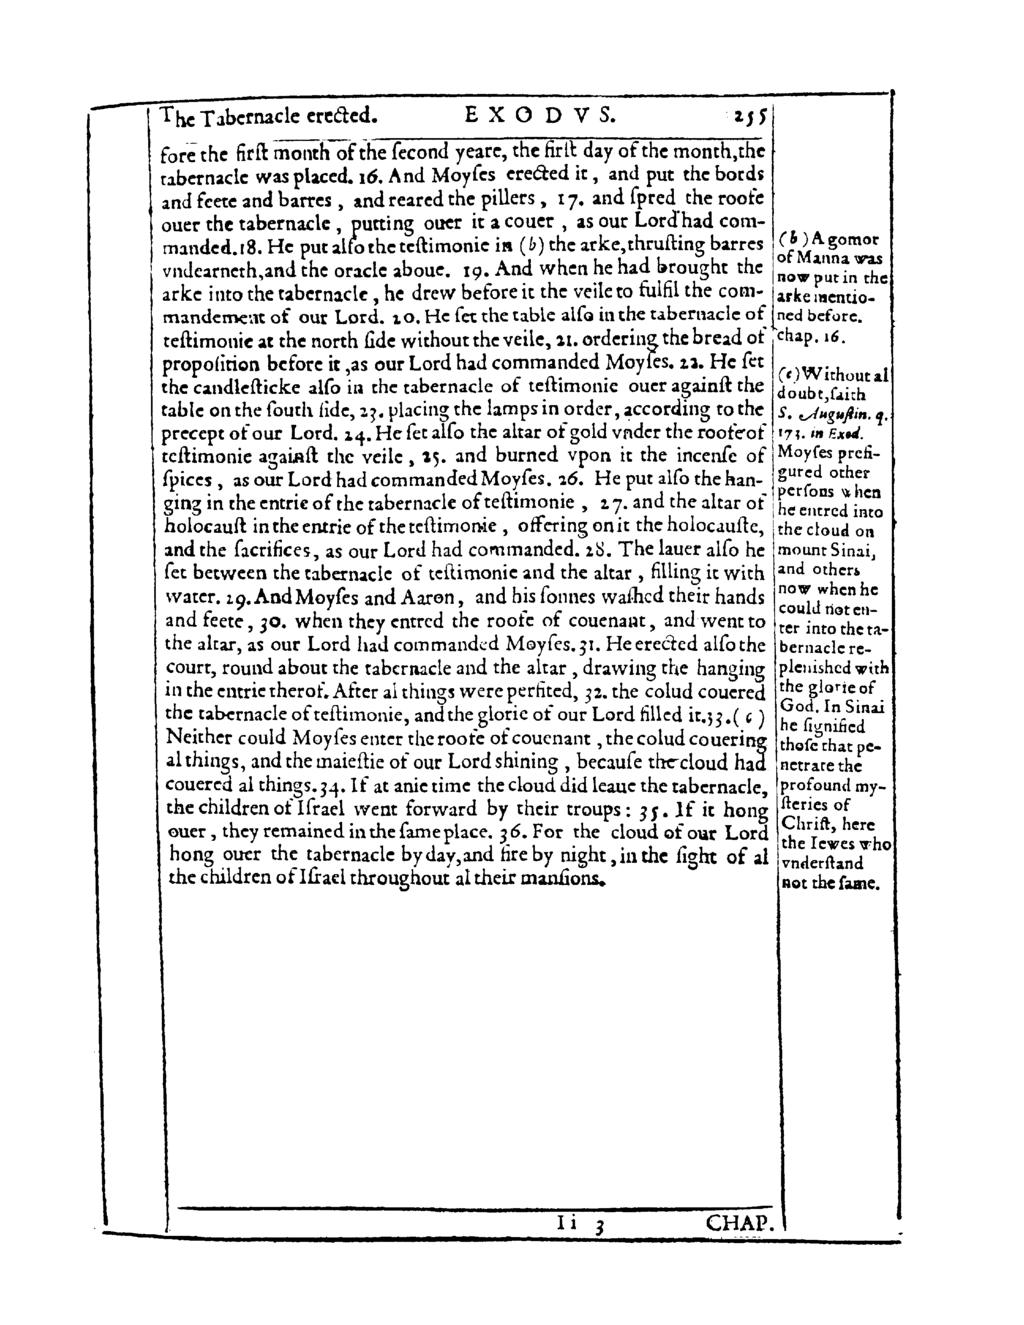 The Tabernacle erected. EXODVS. 255
fore the first month of the second yeare, the first day of the month,the
tabernacle was placed. 16. And Moyses erected it, and put the bords
and feete and barres, and reared the pillers, 17. and spred the roofe
ouer the tabernacle, putting ouer it a couer, as our Lord had com-
manded.18. He put also the testimonie in (b) the arke,thrusting barres
vndearneth,and the oracle aboue. 19. And when he had brought the
arke into the tabernacle, he drew before it the veile to fulfil the com-
mandement of our Lord. 20. He set the table also in the tabernacle of
testimonie at the north side without the veile, 21. ordering the bread of
proposition before it,as our Lord had commanded Moyses. 22. He set
the candlesticke also in the tabernacle of testimonie ouer against the
table on the south side, 23. placing the lamps in order, according to the
precept of our Lord. 24. He set also the altar of gold vnder the roofe of
testimonie against the veile, 25. and burned vpon it the incense of
spices, as our Lord had commanded Moyses. 26. He put also the han-
ging in the entrie of the tabernacle of testimonie, 27. and the altar of
holocaust in the entrie of the testimonie, offering on it the holocauste,
and the sacrifices, as our Lord had commanded. 28. The lauer also he
set between the tabernacle of testimonie and the altar, filling it with
water. 29. And Moyses and Aaron, and his sonnes washed their hands
and feete, 30. when they entred the roofe of couenant, and went to
the altar, as our Lord had commanded Moyses. 31. He erected also the
court, round about the tabernacle and the altar, drawing the hanging
in the entrie therof. After al things were perfited, 32. the colud couered
the tabernacle of testimonie, and the glorie of our Lord filled it.33.(c)
Neither could Moyses enter the roofe of couenant, the colud couering
al things, and the maiestie of our Lord shining, because the cloud had
couered al things. 34. If at anie time the cloud did leaue the tabernacle,
the children of Israel went forward by their troups: 35. If it hong
ouer, they remained in the same place. 36. For the cloud of our Lord
hong ouer the tabernacle by day,and fire by night, in the sight of al
the children of Israel throughout al their mansions.
(b) A gomor
of Manna was
now put in the
arke mentio-
ned before.
chap. 16.
(c) Without al
doubt,saith
S. Augustin. q.
173. in Exod.
Moyses presi-
gured other
persons when
he entred into
the cloud on
mount Sinai,
and others
now when he
could not en-
ter into the ta-
bernacle re-
plenished with
the glorie of
God. In Sinai
he signified
those that pe-
netrate the
profound my-
steries of
Christ, here
the Iewes who
vnderstand
not the same.
Ii 3 CHAP.